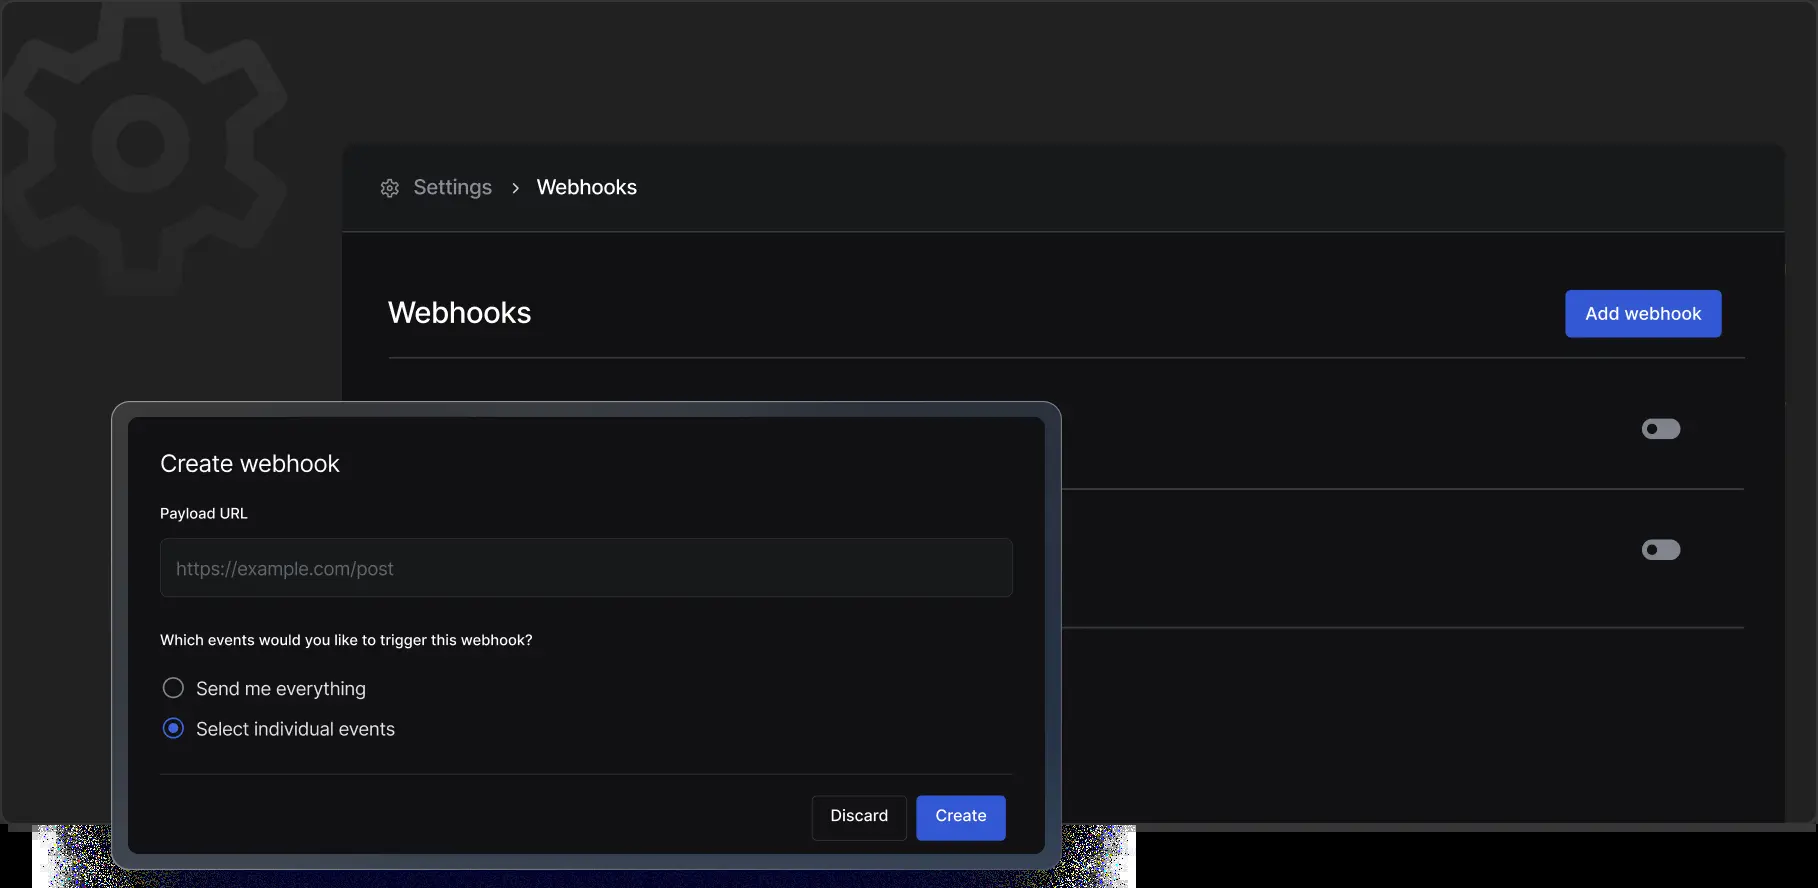 Settings > Webhooks
Webhooks
Add webhook
Create webhook
Payload URL
https://example.com/post
Which events would you like to trigger this webhook?
Send me everything
Select individual events
Discard
Create